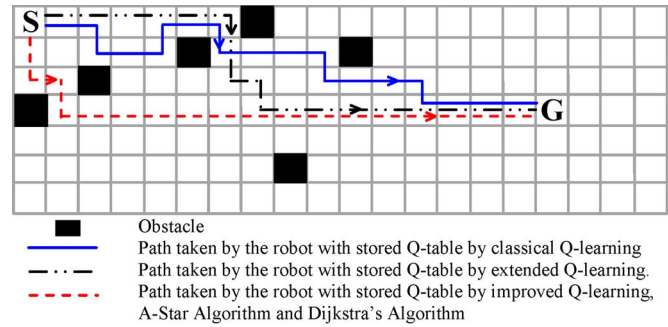 S
G
Obstacle
Path taken by the robot with stored Q-table by classical Q-learning
Path taken by the robot with stored Q-table by extended Q-learning.
Path taken by the robot with stored Q-table by improved Q-learning,
A-Star Algorithm and Dijkstra's Algorithm